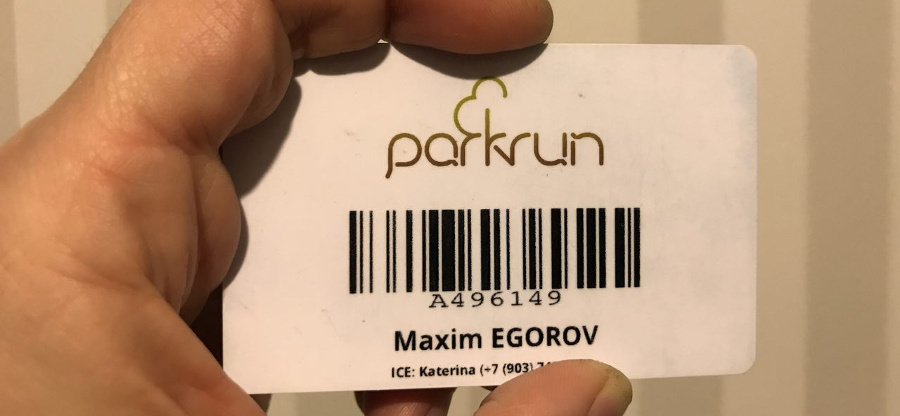 parkrun
A496149
Maxim EGOROV
ICE: Katerina (+7 (903)